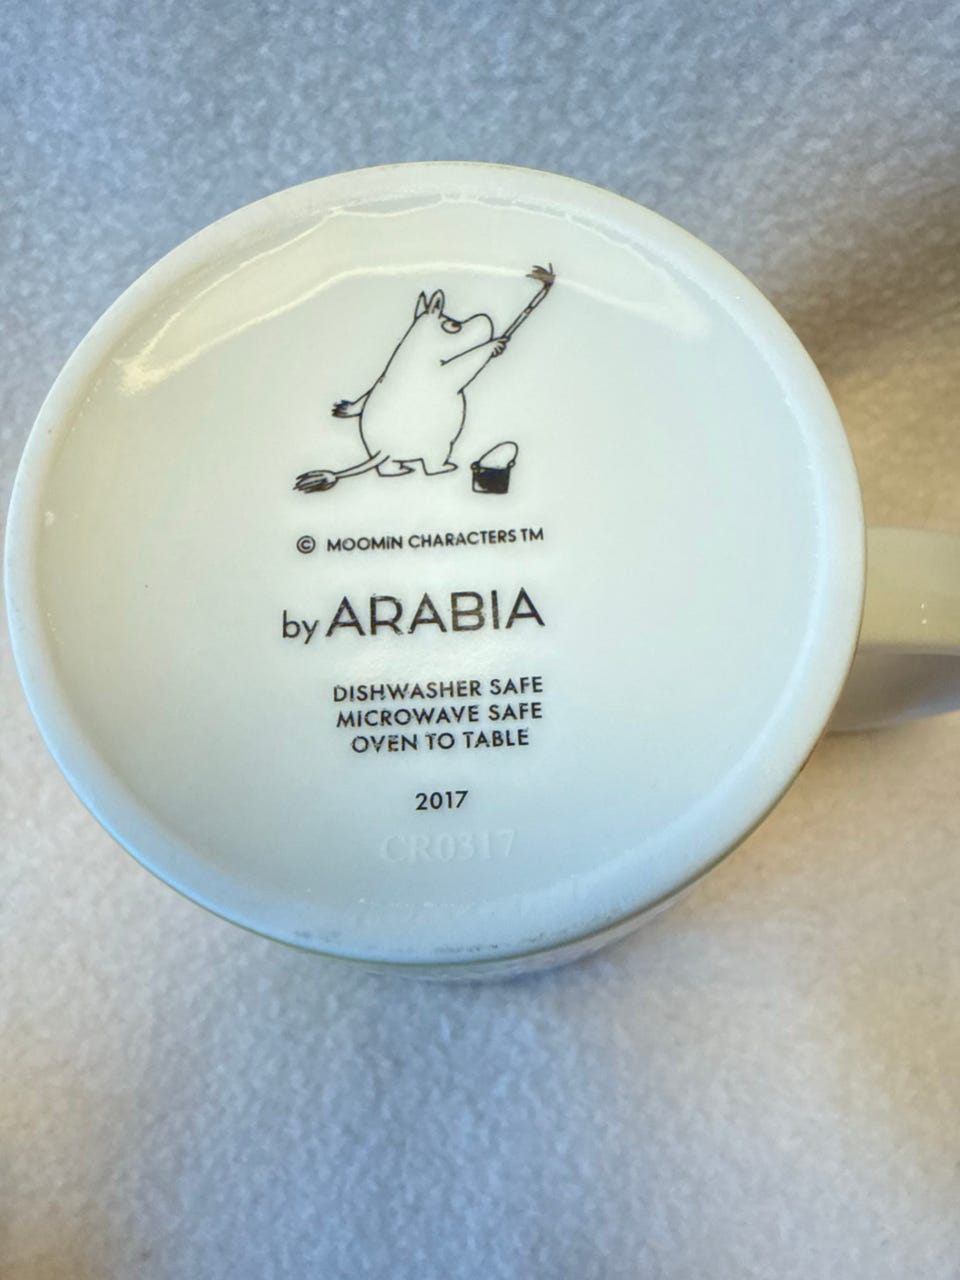 © MOOMIN CHARACTERS TM
by ARABIA
DISHWASHER SAFE
MICROWAVE SAFE
OVEN TO TABLE
2017
CR0317